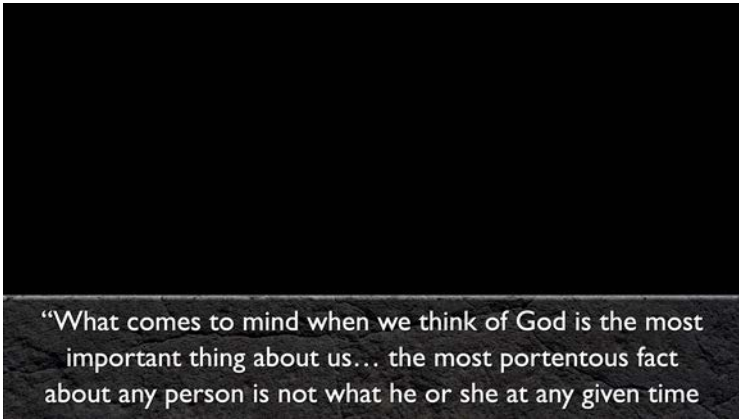 “What comes to mind when we think of God is the most
important thing about us… the most portentous fact
about any person is not what he or she at any given time